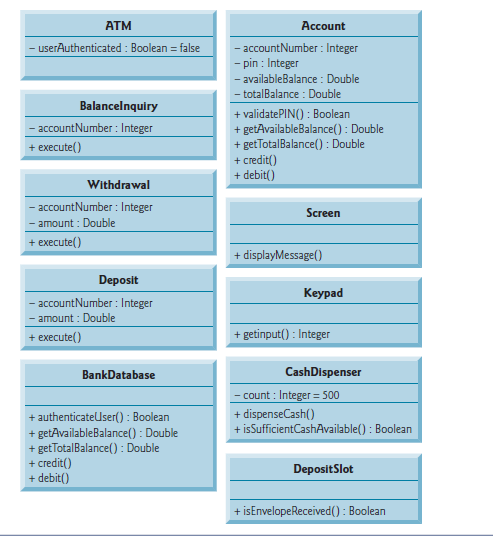 ATM
– userAuthenticated : Boolean = false
BalanceInquiry
– accountNumber : Integer
+ execute()
Withdrawal
– accountNumber : Integer
– amount : Double
+ execute()
Deposit
– accountNumber : Integer
– amount : Double
+ execute()
BankDatabase
+ authenticateUser() : Boolean
+ getAvailableBalance() : Double
+ getTotalBalance() : Double
+ credit()
+ debit()
Account
– accountNumber : Integer
– pin : Integer
– availableBalance : Double
– totalBalance : Double
+ validatePIN() : Boolean
+ getAvailableBalance() : Double
+ getTotalBalance() : Double
+ credit()
+ debit()
Screen
+ displayMessage()
Keypad
+ getinput() : Integer
CashDispenser
– count : Integer = 500
+ dispenseCash()
+ isSufficientCashAvailable() : Boolean
DepositSlot
+ isEnvelopeReceived() : Boolean